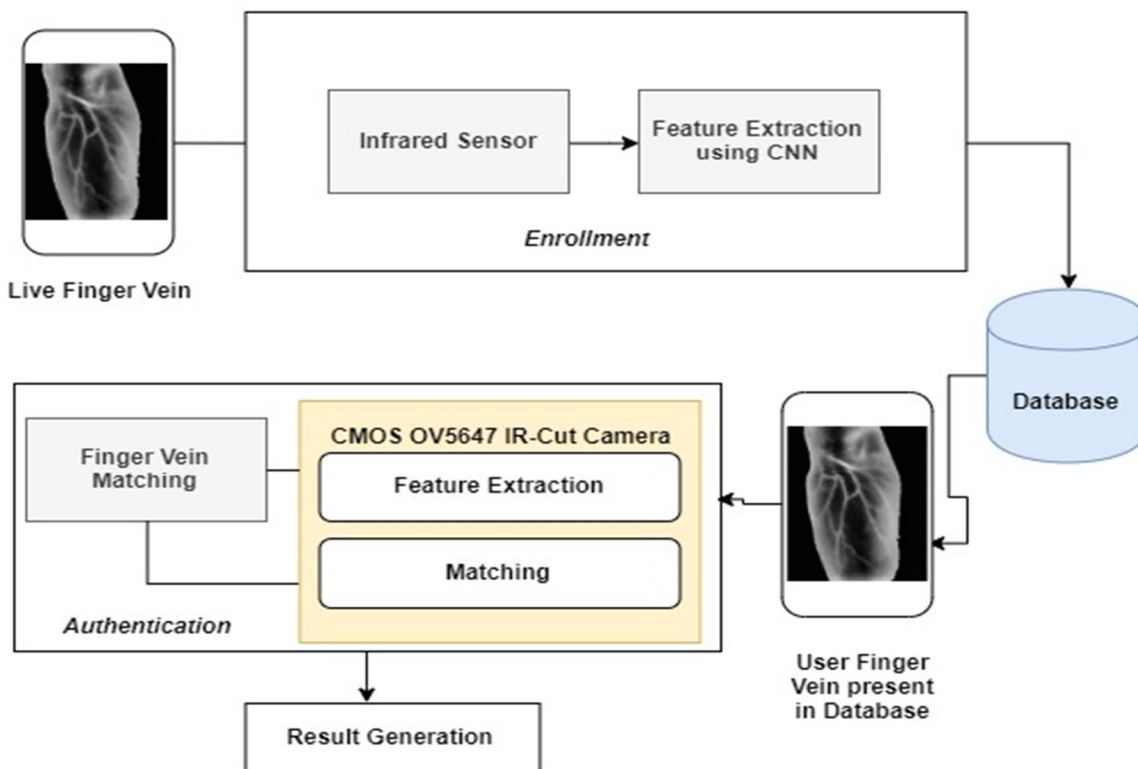 Infrared Sensor
Feature Extraction
using CNN
Enrollment
Live Finger Vein
Database
CMOS OV5647 IR-Cut Camera
Finger Vein
Matching
Feature Extraction
Matching
Authentication
User Finger
Vein present
in Database
Result Generation